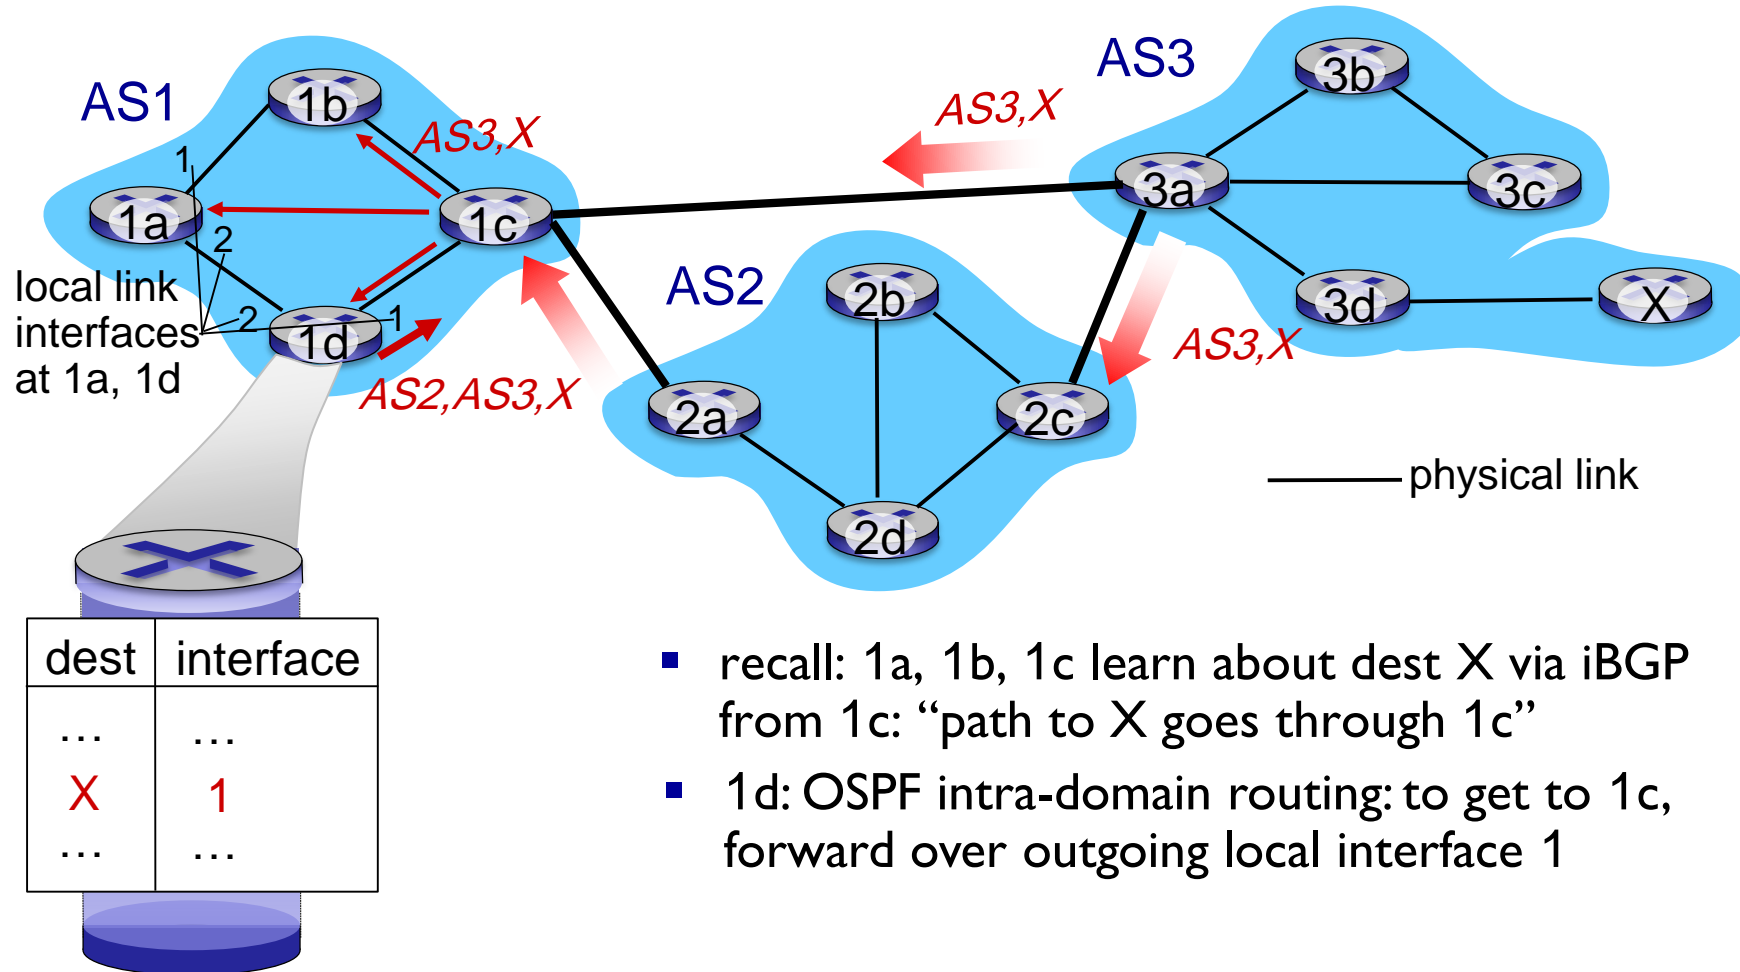 AS1
1b
AS3,X
1
1a
1c
2
local link
interfaces
at 1a, 1d
2
1
1d
AS2,AS3,X
AS3,X
AS3
3b
3a
3c
3d
X
AS3,X
AS2
2b
2a
2c
2d
physical link
dest interface
… …
X 1
… …
▪ recall: 1a, 1b, 1c learn about dest X via iBGP
from 1c: “path to X goes through 1c”
▪ 1d: OSPF intra-domain routing: to get to 1c,
forward over outgoing local interface 1